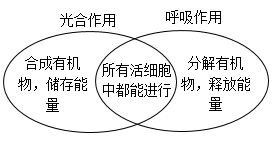 光合作用
呼吸作用
合成有机
物，储存能
量
所有活细胞
中都能进行
分解有机
物，释放能
量